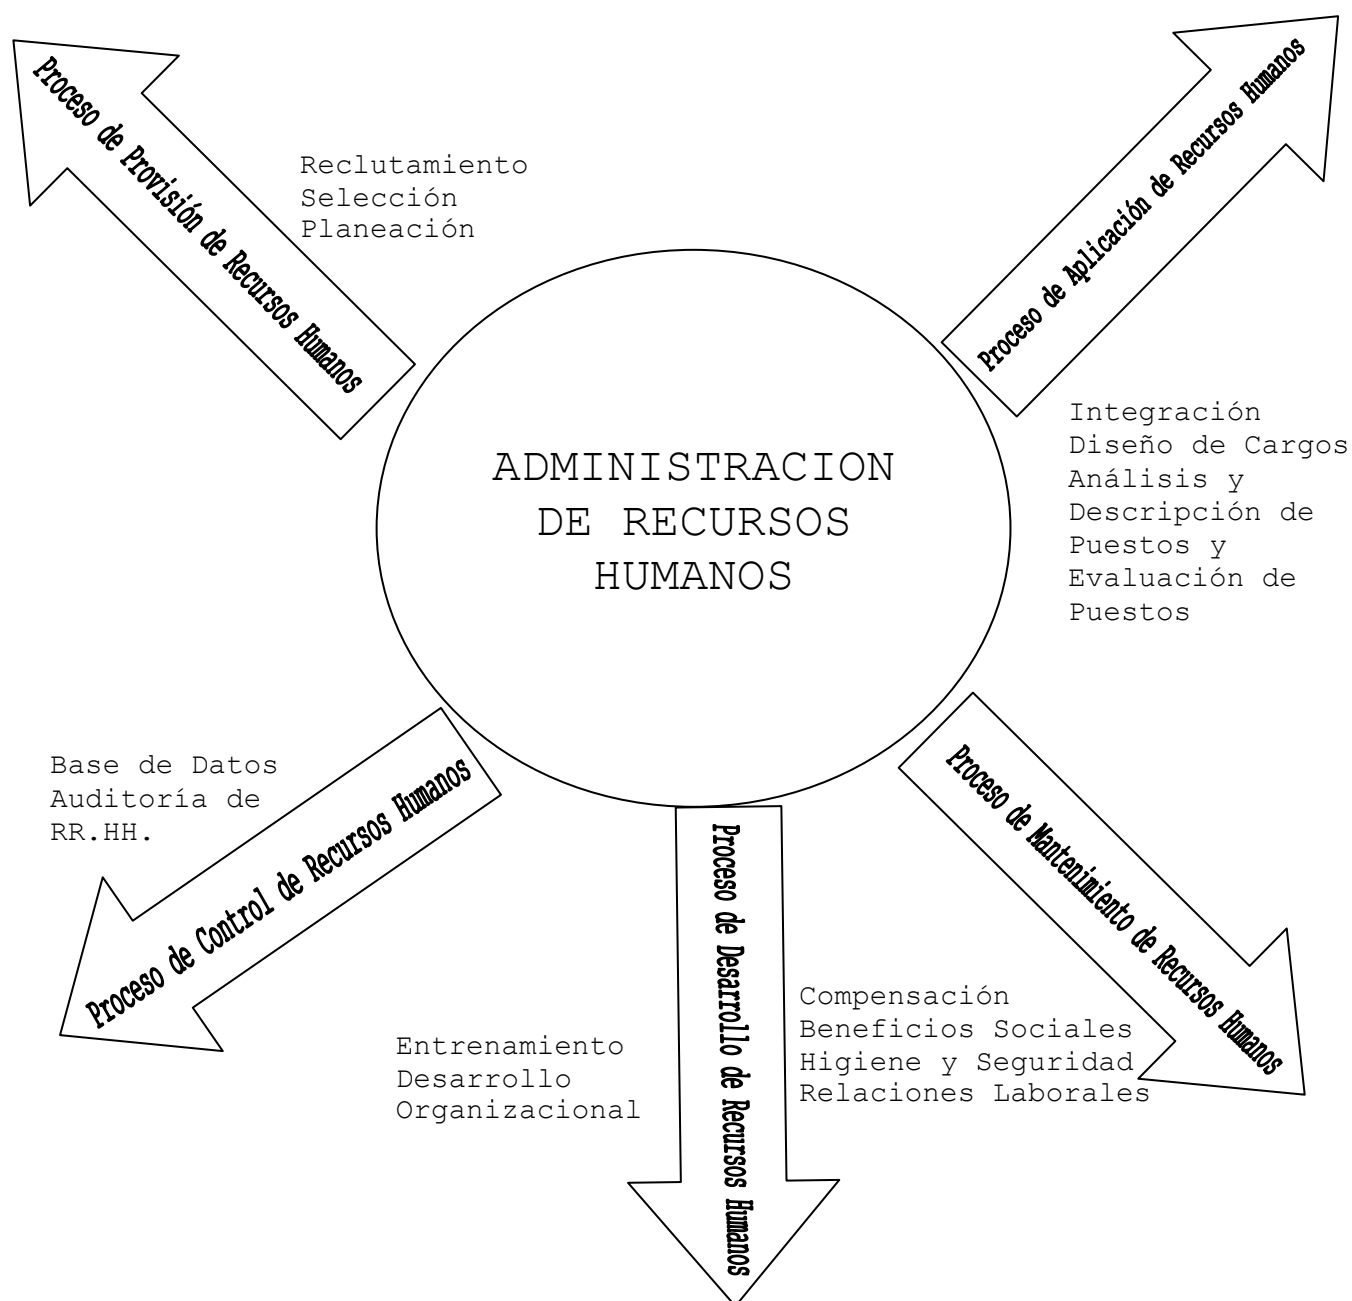 Proceso de Provisión de Recursos Humanos
Reclutamiento
Selección
Planeación
Proceso de Aplicación de Recursos Humanos
Integración
Diseño de Cargos
Análisis y
Descripción de
Puestos y
Evaluación de
Puestos
ADMINISTRACION
DE RECURSOS
HUMANOS
Base de Datos
Auditoría de
RR.HH.
Proceso de Control de Recursos Humanos
Entrenamiento
Desarrollo
Organizacional
Proceso de Desarrollo de Recursos Humanos
Compensación
Beneficios Sociales
Higiene y Seguridad
Relaciones Laborales
Proceso de Mantenimiento de Recursos Humanos